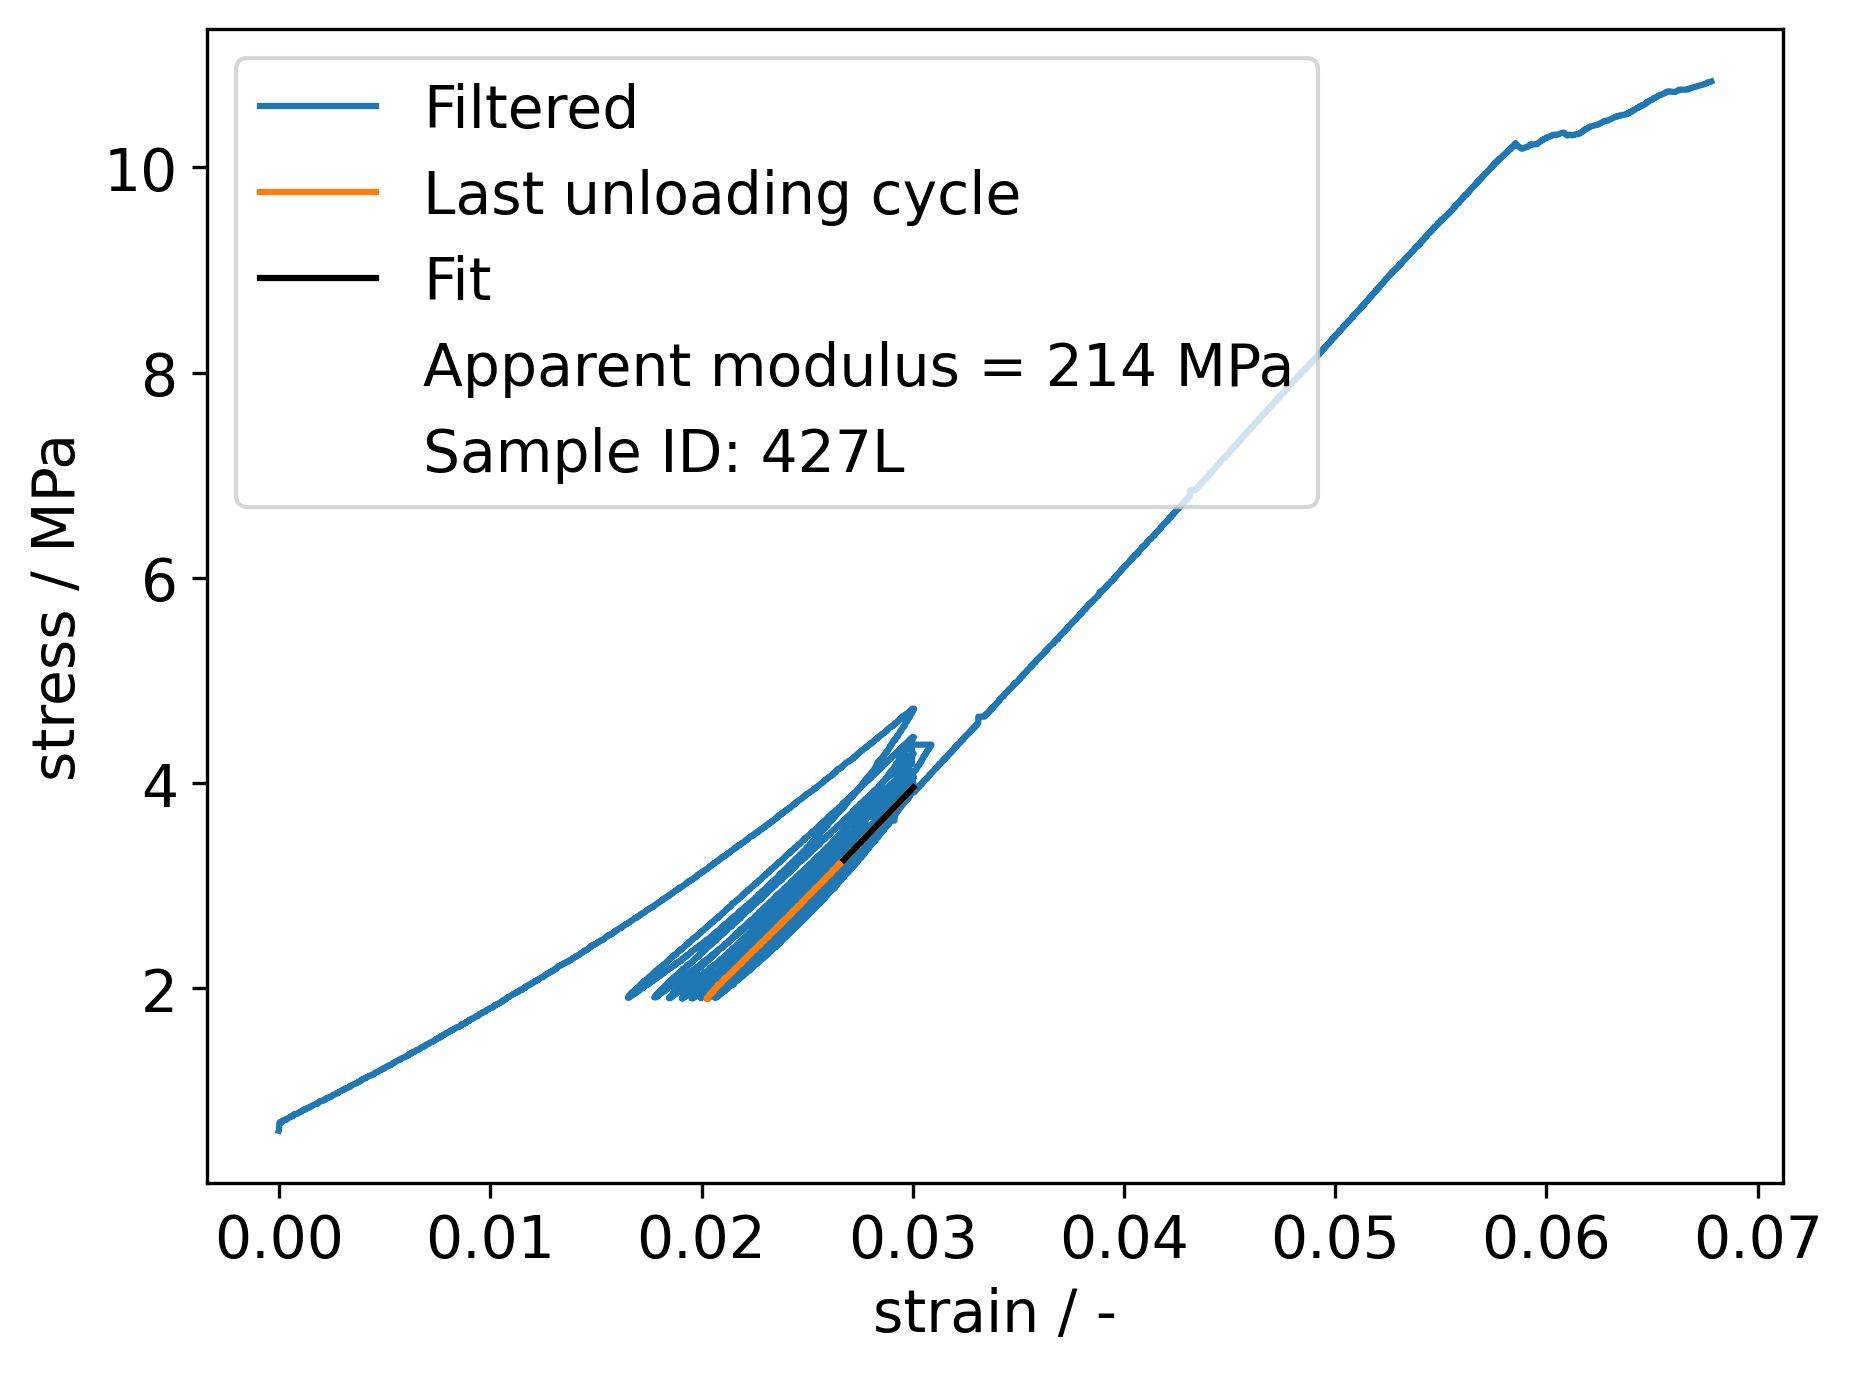 Filtered
Last unloading cycle
Fit
Apparent modulus = 214 MPa
Sample ID: 427L
stress / MPa
10
8
6
4
2
0.00 0.01 0.02 0.03 0.04 0.05 0.06 0.07
strain / -